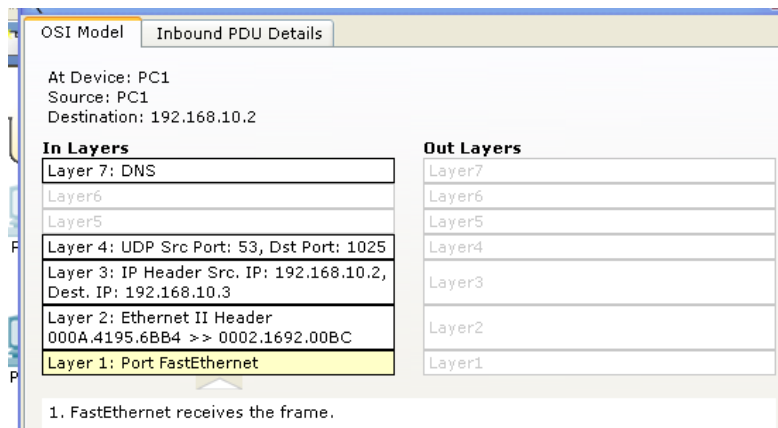 OSI Model
Inbound PDU Details
At Device: PC1
Source: PC1
Destination: 192.168.10.2
In Layers
Out Layers
Layer 7: DNS
Layer7
Layer6
Layer6
Layer5
Layer5
Layer 4: UDP Src Port: 53, Dst Port: 1025
Layer4
Layer 3: IP Header Src. IP: 192.168.10.2,
Dest. IP: 192.168.10.3
Layer3
Layer 2: Ethernet II Header
000A.4195.6BB4 >> 0002.1692.00BC
Layer2
Layer 1: Port FastEthernet
Layer1
1. FastEthernet receives the frame.